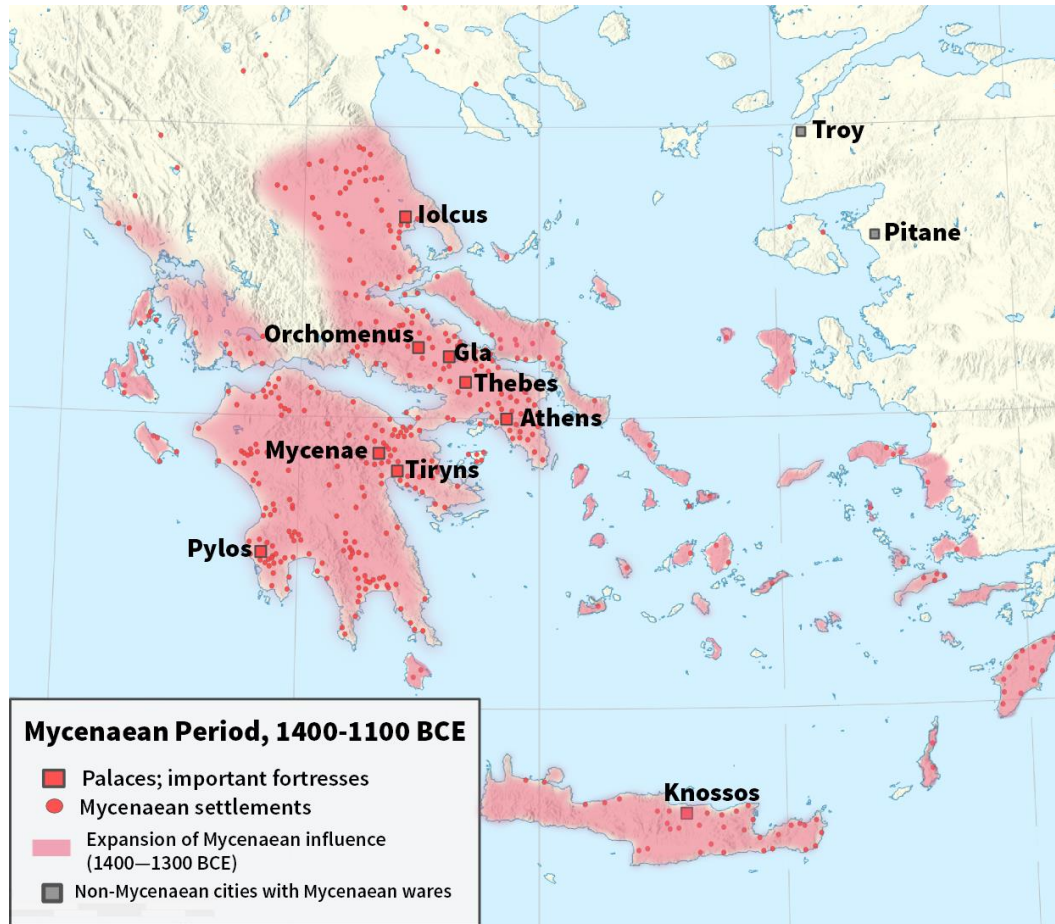 Troy
Iolcus
Pitane
Orchomenus
Gla
Thebes
Athens
Mycenae
Tiryns
Pylos
Knossos
Mycenaean Period, 1400-1100 BCE
Palaces; important fortresses
Mycenaean settlements
Expansion of Mycenaean influence
(1400—1300 BCE)
Non-Mycenaean cities with Mycenaean wares